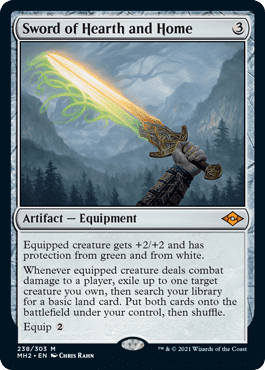 Sword of Hearth and Home 3
Artifact — Equipment
Equipped creature gets +2/+2 and has
protection from green and from white.
Whenever equipped creature deals combat
damage to a player, exile up to one target
creature you own, then search your library
for a basic land card. Put both cards onto the
battlefield under your control, then shuffle.
Equip 2
238/303 M
MH2 • EN Chris Rahn ™ & © 2021 Wizards of the Coast